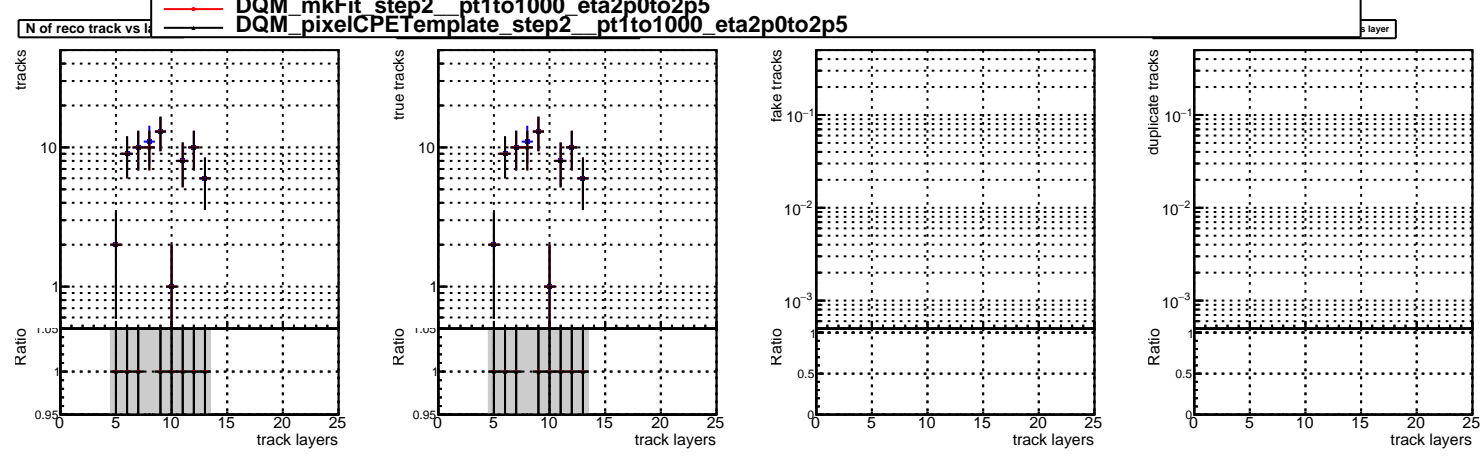 DQM_mkFit_step2__pt1to1000_eta2p0to2p5
DQM_pixelCPETemplate_step2__pt1to1000_eta2p0to2p5
N of reco track vs
s layer
tracks
10
1
Ratio
1.05
1
0.95
0 5 10 15 20 25
track layers
true tracks
10
1
Ratio
1.05
1
0.95
0 5 10 15 20 25
track layers
fake tracks
10−1
10−2
10−3
Ratio
1
0.5
0
0 5 10 15 20 25
track layers
duplicate tracks
10−1
10−2
10−3
Ratio
1
0.5
0
0 5 10 15 20 25
track layers